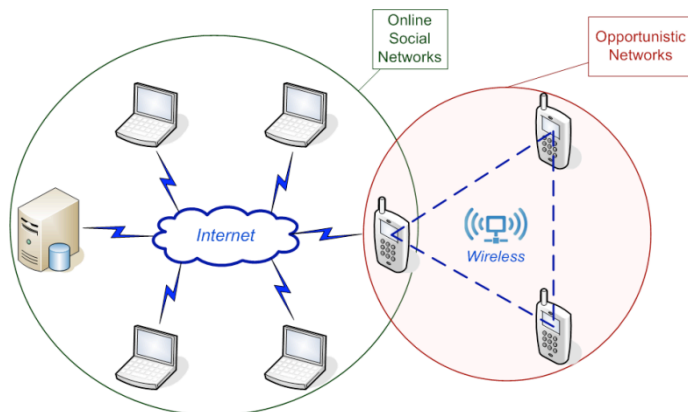 Online
Social
Networks
Opportunistic
Networks
Internet
Wireless